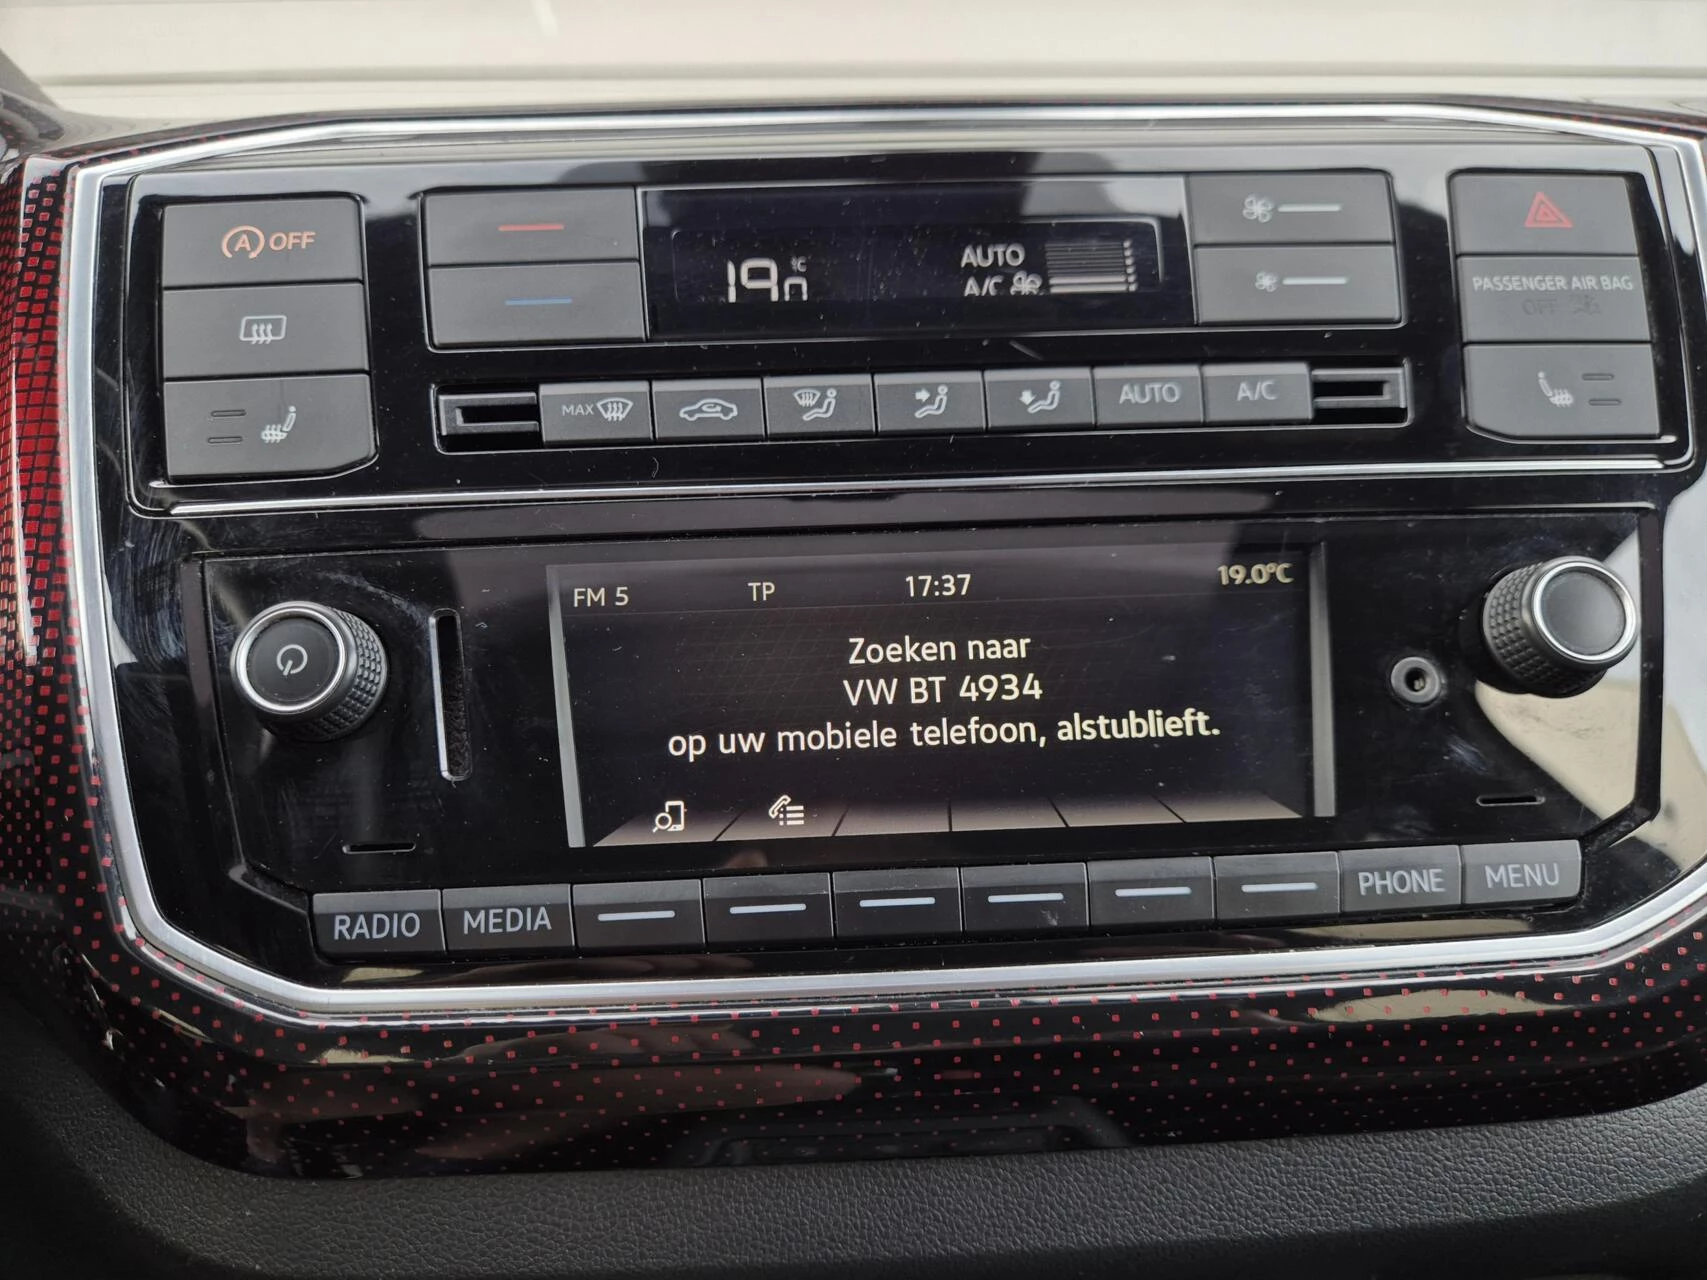 A OFF
°C
AUTO
A/C
PASSENGER AIR BAG
OFF
MAX
AUTO
A/C
FM 5 TP 17:37 19.0°C
Zoeken naar
VW BT 4934
op uw mobiele telefoon, alstublieft.
RADIO MEDIA PHONE MENU